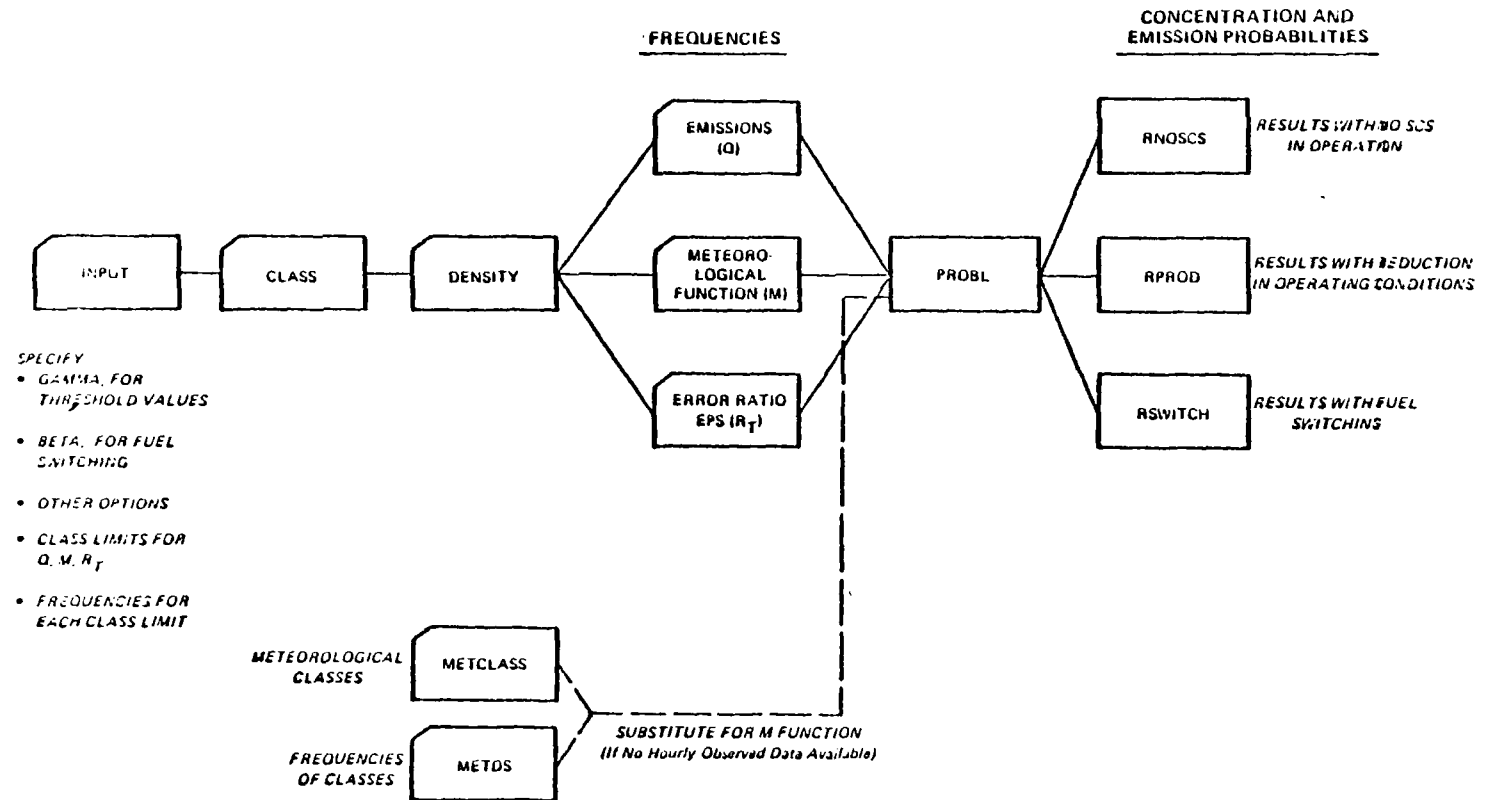 FREQUENCIES
CONCENTRATION AND
EMISSION PROBABILITIES
INPUT
CLASS
DENSITY
EMISSIONS
(Q)
METEORO-
LOGICAL
FUNCTION (M)
ERROR RATIO
EPS (R_T)
PROBL
RNOSCS
RESULTS WITH NO SCS
IN OPERATION
RPROD
RESULTS WITH REDUCTION
IN OPERATING CONDITIONS
RSWITCH
RESULTS WITH FUEL
SWITCHING
SPECIFY
• GAMMA, FOR
THRESHOLD VALUES
• BETA, FOR FUEL
SWITCHING
• OTHER OPTIONS
• CLASS LIMITS FOR
Q, M, R_T
• FREQUENCIES FOR
EACH CLASS LIMIT
METEOROLOGICAL
CLASSES
METCLASS
FREQUENCIES
OF CLASSES
METDS
SUBSTITUTE FOR M FUNCTION
(If No Hourly Observed Data Available)